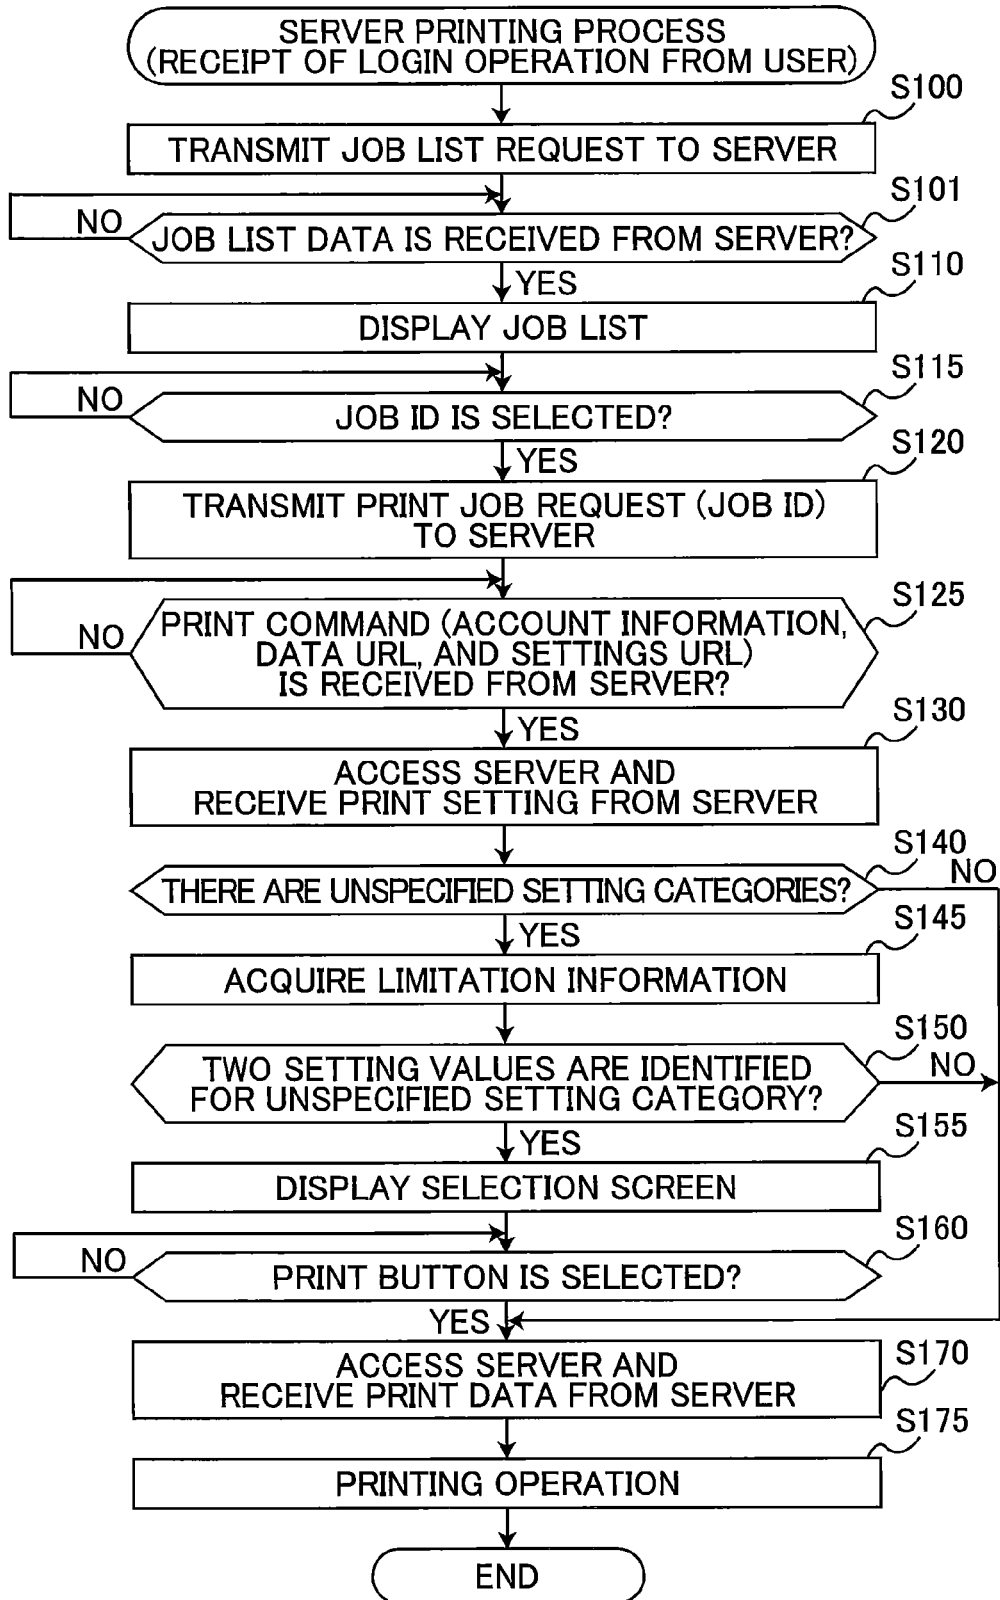 SERVER PRINTING PROCESS
(RECEIPT OF LOGIN OPERATION FROM USER)
S100
TRANSMIT JOB LIST REQUEST TO SERVER
S101
NO
JOB LIST DATA IS RECEIVED FROM SERVER?
YES
S110
DISPLAY JOB LIST
S115
NO
JOB ID IS SELECTED?
YES
S120
TRANSMIT PRINT JOB REQUEST (JOB ID)
TO SERVER
S125
NO
PRINT COMMAND (ACCOUNT INFORMATION,
DATA URL, AND SETTINGS URL)
IS RECEIVED FROM SERVER?
YES
S130
ACCESS SERVER AND
RECEIVE PRINT SETTING FROM SERVER
S140
NO
THERE ARE UNSPECIFIED SETTING CATEGORIES?
YES
S145
ACQUIRE LIMITATION INFORMATION
S150
NO
TWO SETTING VALUES ARE IDENTIFIED
FOR UNSPECIFIED SETTING CATEGORY?
YES
S155
DISPLAY SELECTION SCREEN
S160
NO
PRINT BUTTON IS SELECTED?
YES
S170
ACCESS SERVER AND
RECEIVE PRINT DATA FROM SERVER
S175
PRINTING OPERATION
END